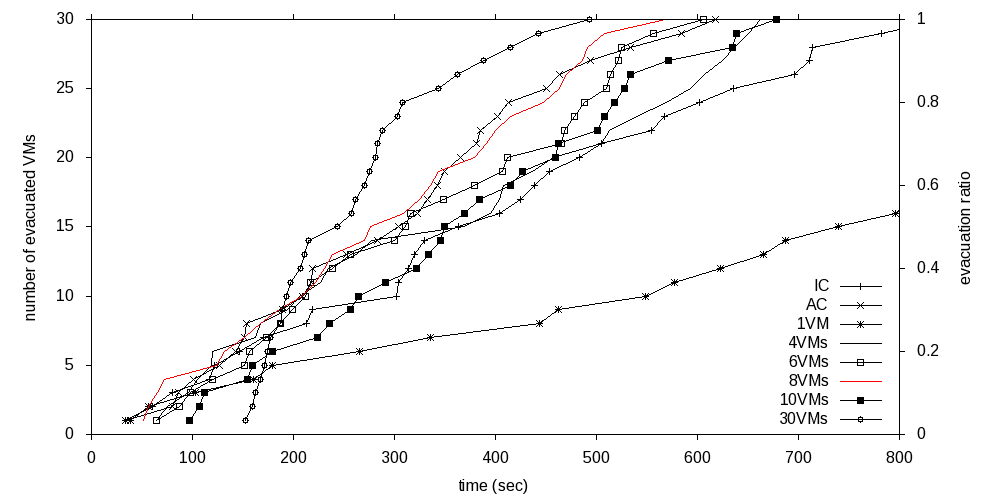 number of evacuated VMs
30
25
20
15
10
5
0
1
0.8
0.6
0.4
0.2
0
evacuation ratio
IC
AC
1VM
4VMs
6VMs
8VMs
10VMs
30VMs
0 100 200 300 400 500 600 700 800
time (sec)